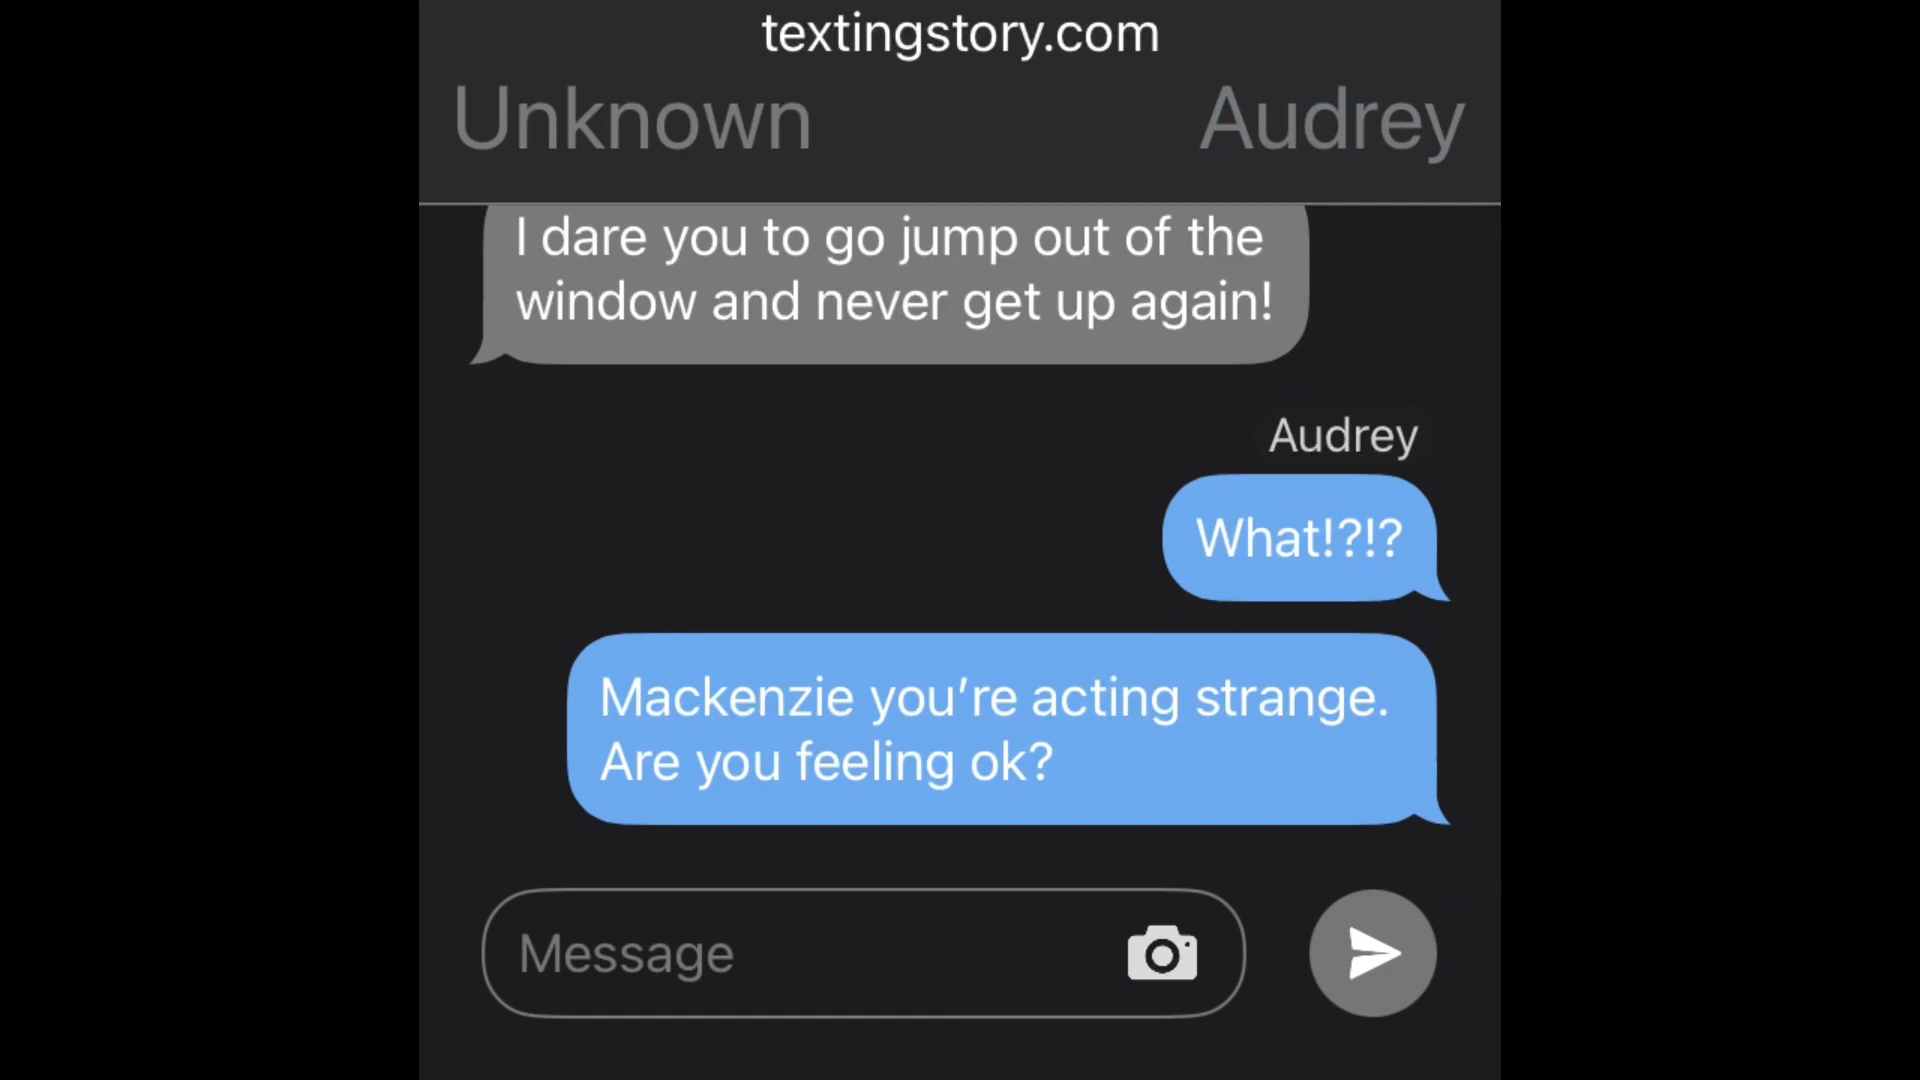 textingstory.com
Unknown
Audrey
I dare you to go jump out of the
window and never get up again!
Audrey
What!?!?
Mackenzie you’re acting strange.
Are you feeling ok?
Message